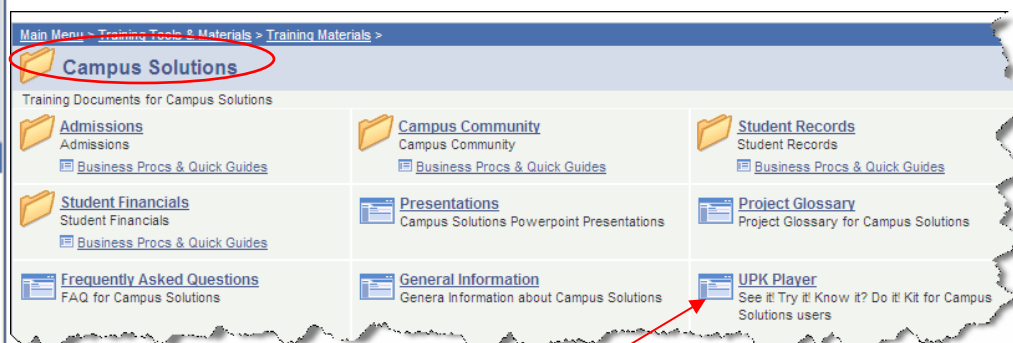 Main Menu > Training Tools & Materials > Training Materials >
Campus Solutions
Training Documents for Campus Solutions
Admissions
Admissions
Business Procs & Quick Guides
Campus Community
Campus Community
Business Procs & Quick Guides
Student Records
Student Records
Business Procs & Quick Guides
Student Financials
Student Financials
Business Procs & Quick Guides
Presentations
Campus Solutions Powerpoint Presentations
Project Glossary
Project Glossary for Campus Solutions
Frequently Asked Questions
FAQ for Campus Solutions
General Information
Genera Information about Campus Solutions
UPK Player
See it! Try it! Know it? Do it! Kit for Campus
Solutions users